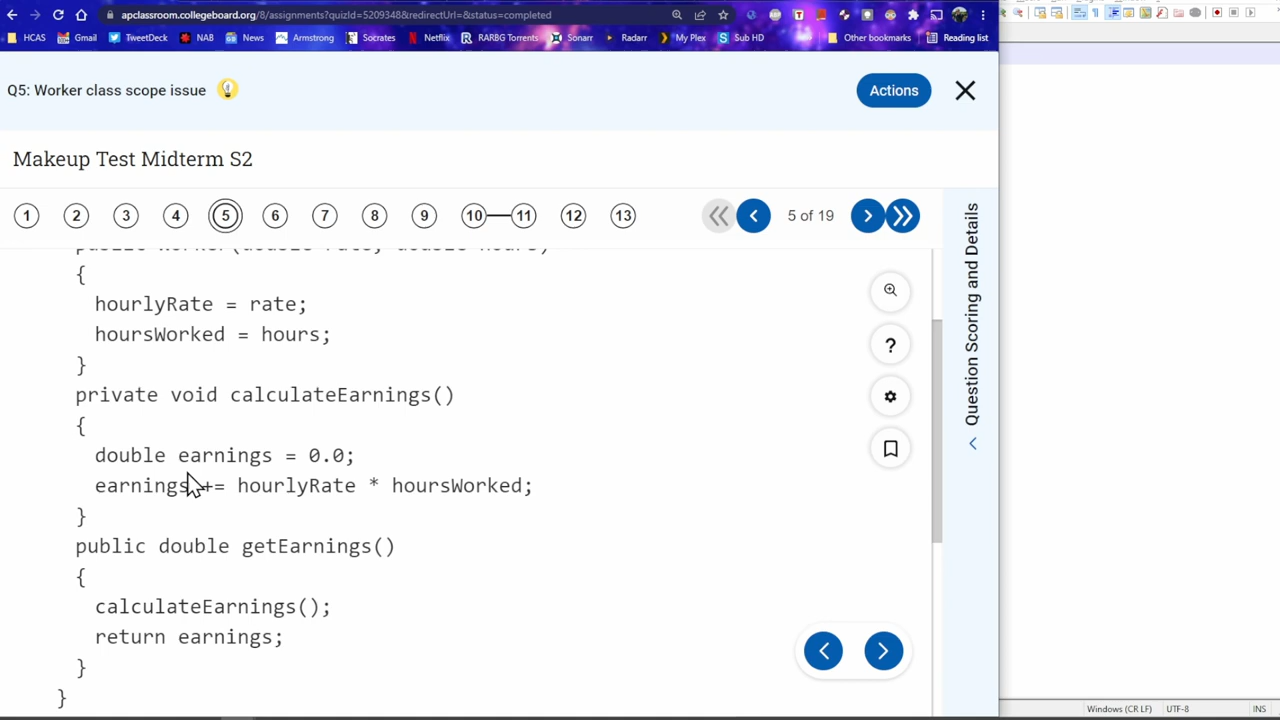 apclassroom.collegeboard.org/8/assignments?quizId=5209348&redirectUrl=&status=completed
HCAS Gmail TweetDeck NAB News Armstrong Socrates Netflix RARBG Torrents Sonarr Radarr My Plex Sub HD Other bookmarks Reading list
Q5: Worker class scope issue
Actions
Makeup Test Midterm S2
1 2 3 4 5 6 7 8 9 10 11 12 13
5 of 19
{
hourlyRate = rate;
hoursWorked = hours;
}
private void calculateEarnings()
{
double earnings = 0.0;
earnings += hourlyRate * hoursWorked;
}
public double getEarnings()
{
calculateEarnings();
return earnings;
}
}
?
Question Scoring and Details
Windows (CR LF) UTF-8 INS